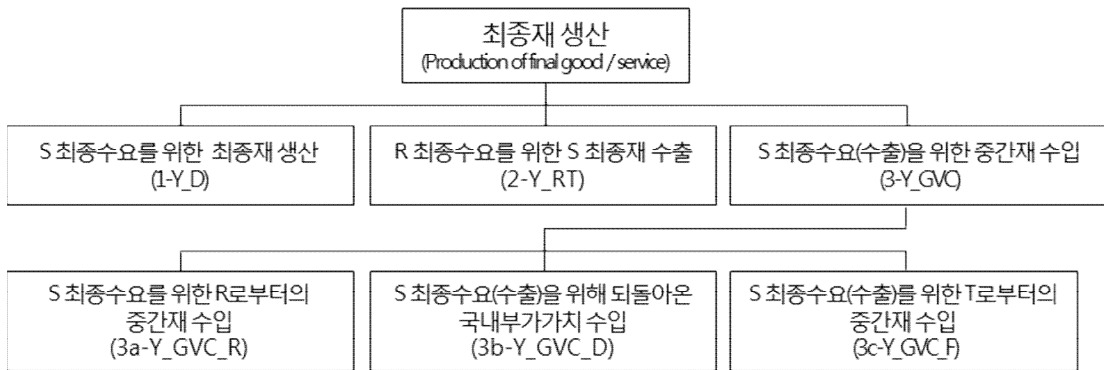 최종재 생산
(Production of final good / service)
S 최종수요를 위한 최종재 생산
(1-Y_D)
R 최종수요를 위한 S 최종재 수출
(2-Y_RT)
S 최종수요(수출)을 위한 중간재 수입
(3-Y_GVC)
S 최종수요를 위한 R로부터의
중간재 수입
(3a-Y_GVC_R)
S 최종수요(수출)을 위해 되돌아온
국내부가가치 수입
(3b-Y_GVC_D)
S 최종수요(수출)를 위한 T로부터의
중간재 수입
(3c-Y_GVC_F)